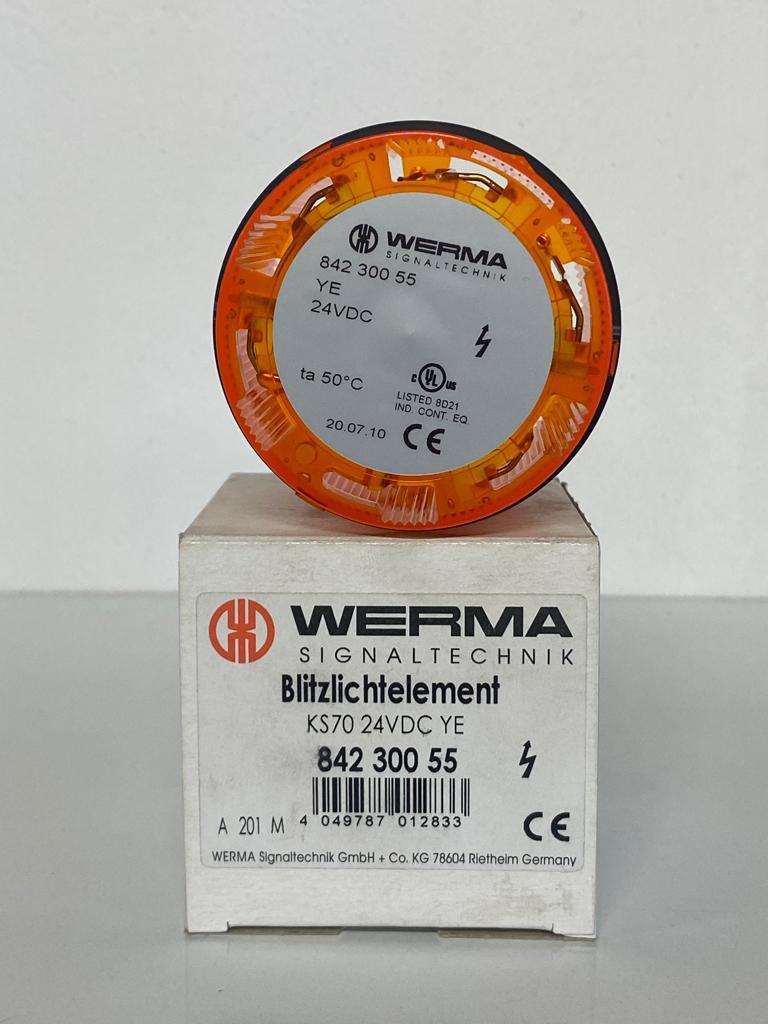 WERMA
SIGNALTECHNIK
842 300 55
YE
24VDC
ta 50°C
C UL US
LISTED 8D21
IND. CONT. EQ.
20.07.10 CE
WERMA
SIGNALTECHNIK
Blitzlichtelement
KS70 24VDC YE
842 300 55
A 201 M 4 049787 012833 CE
WERMA Signaltechnik GmbH + Co. KG 78604 Rietheim Germany